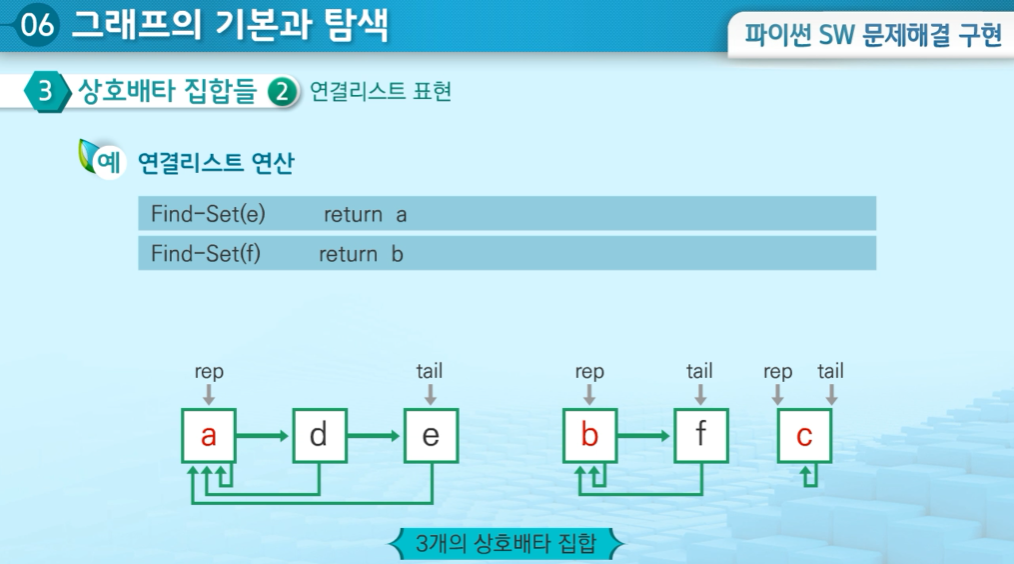 06 그래프의 기본과 탐색
파이썬 SW 문제해결 구현
3 상호배타 집합들 2 연결리스트 표현
예 연결리스트 연산
Find-Set(e) return a
Find-Set(f) return b
rep tail rep tail rep tail
a d e b f c
3개의 상호배타 집합